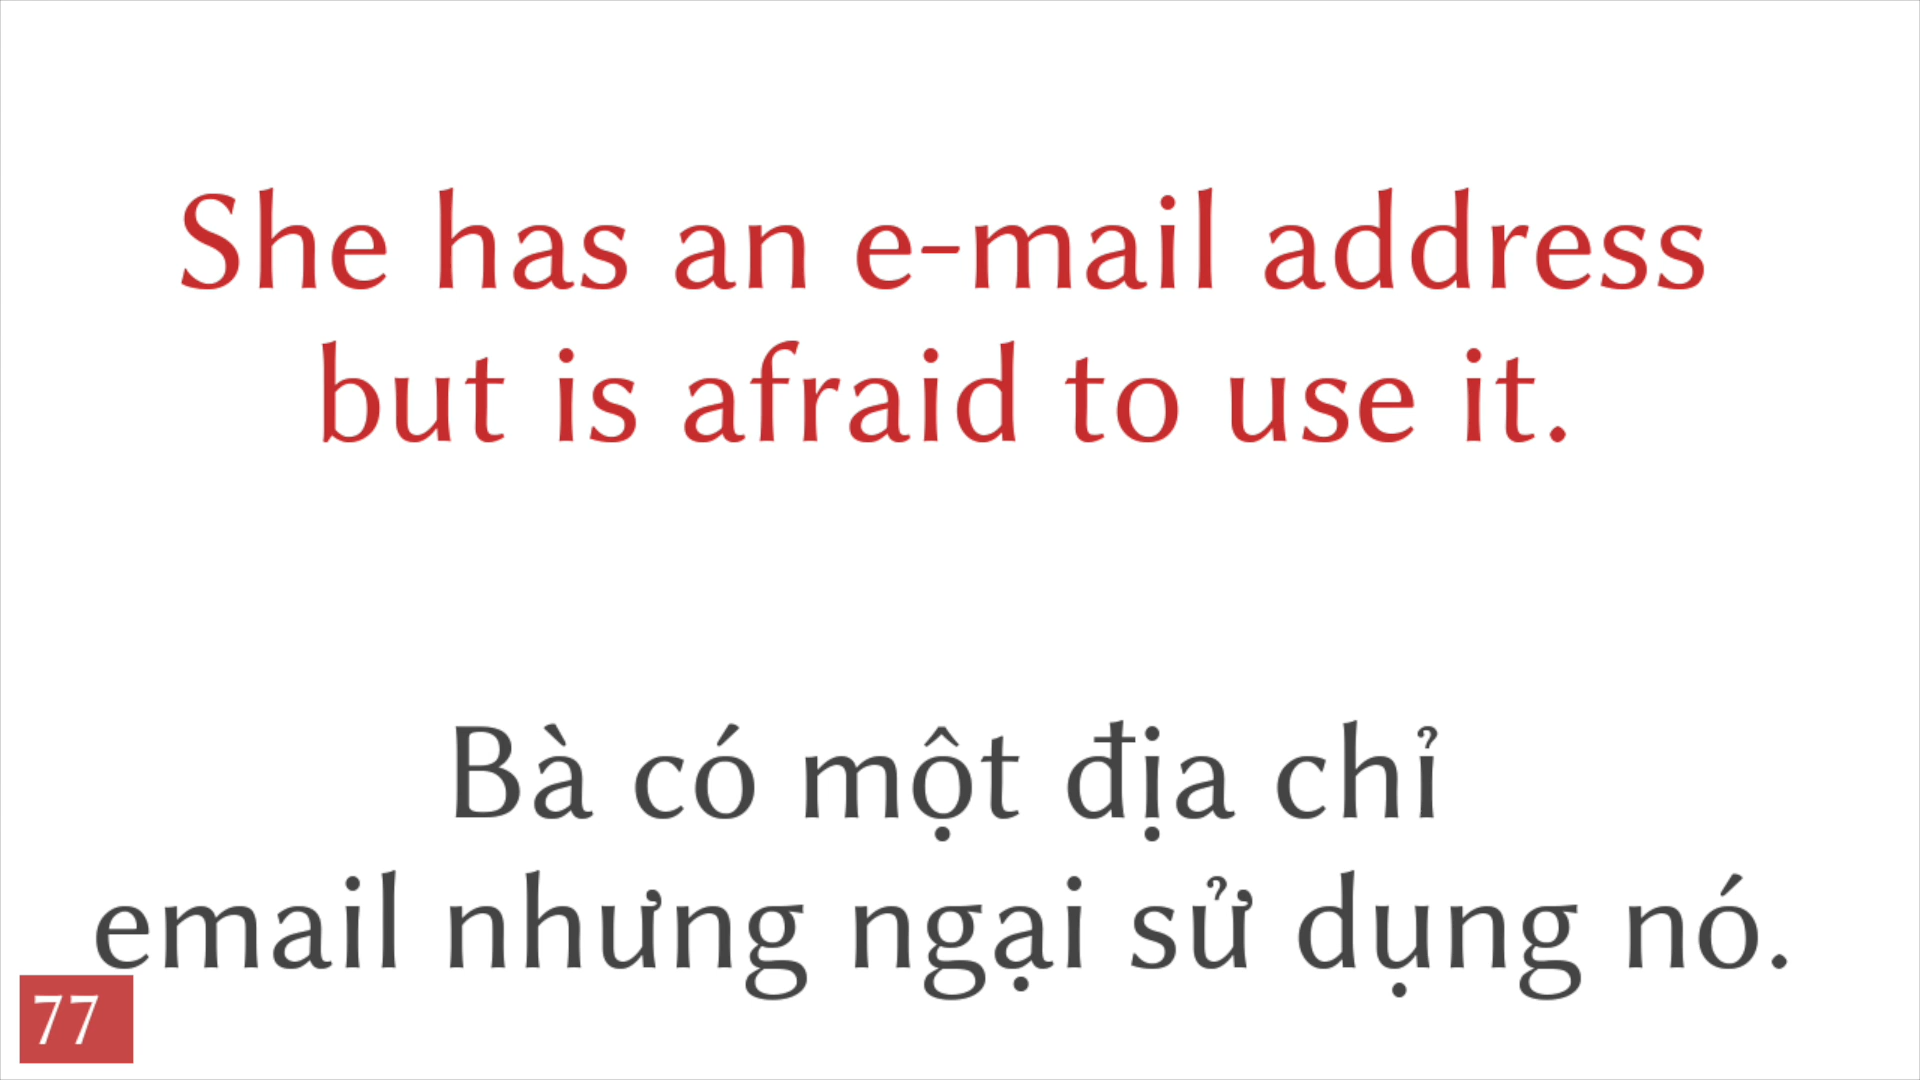 She has an e-mail address
but is afraid to use it.
Bà có một địa chỉ
email nhưng ngại sử dụng nó.
77